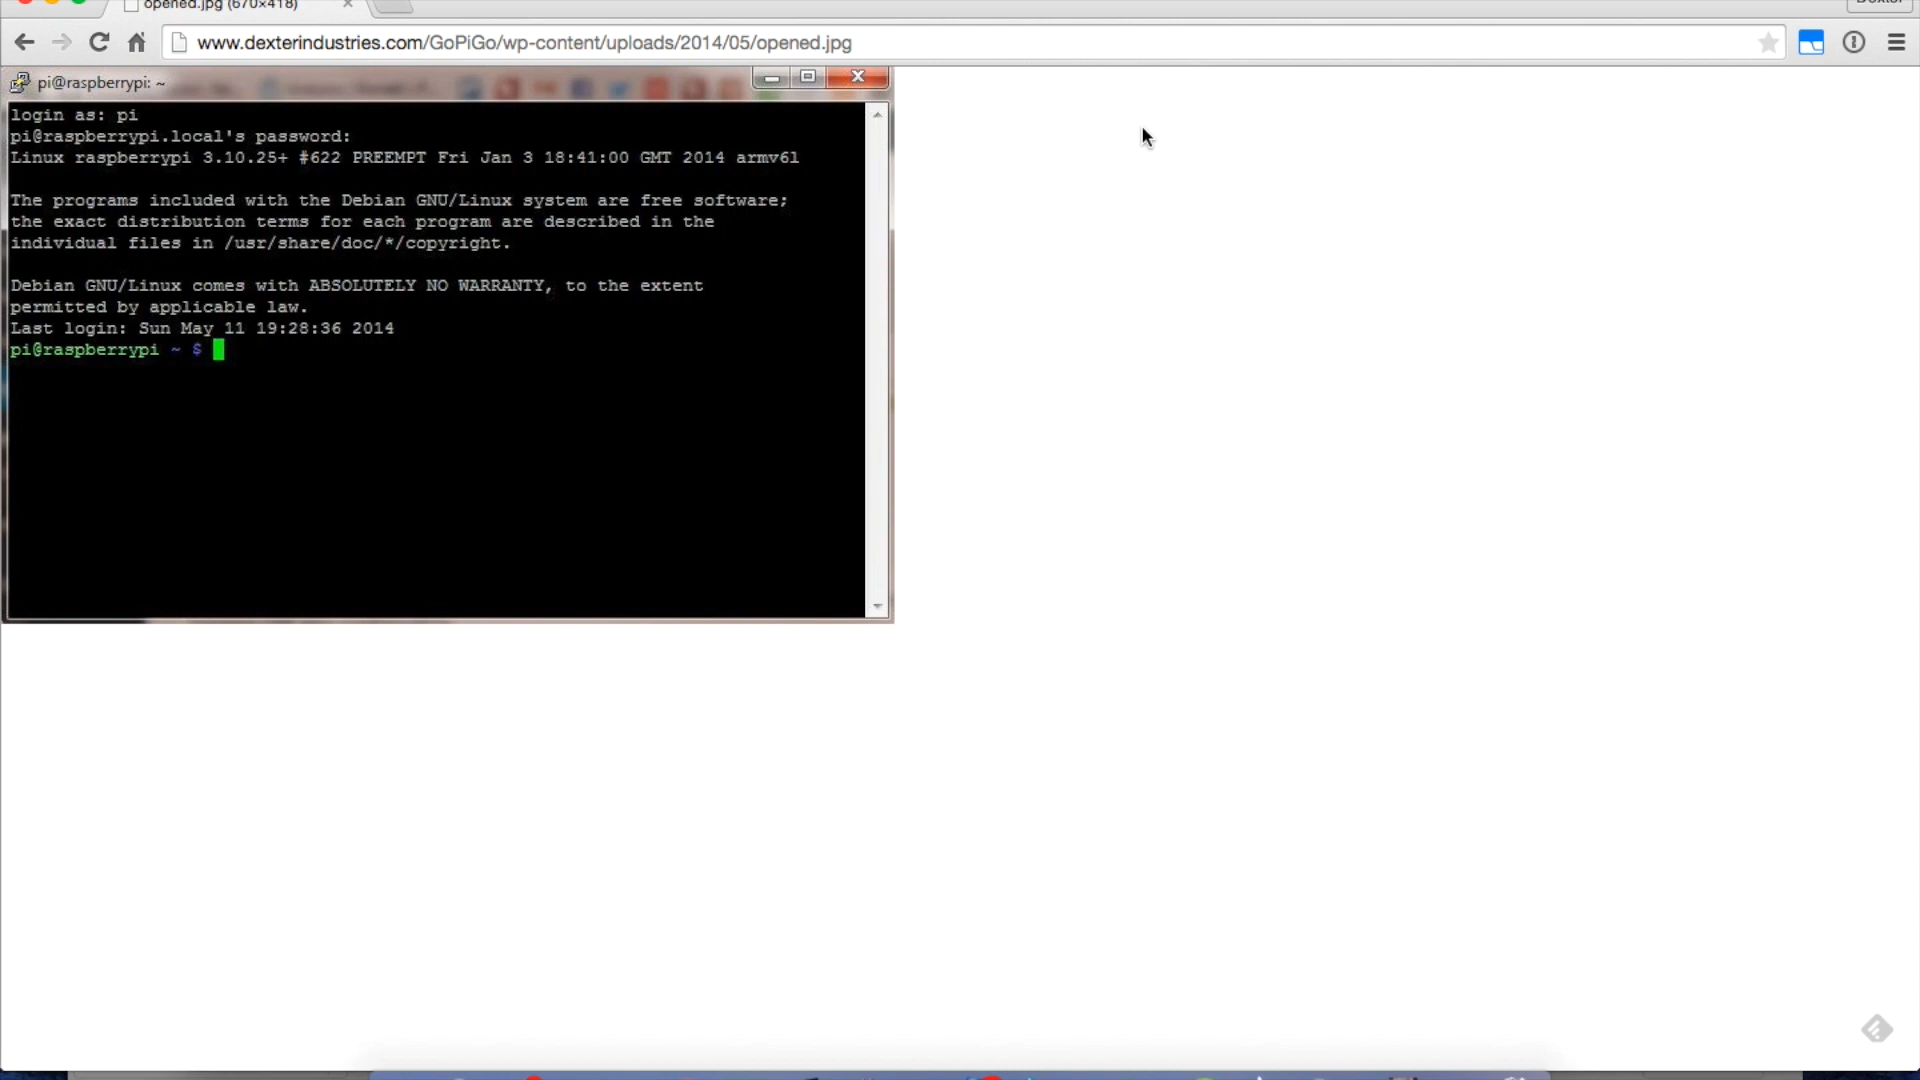 opened.jpg (670×418)
www.dexterindustries.com/GoPiGo/wp-content/uploads/2014/05/opened.jpg
pi@raspberrypi: ~
login as: pi
pi@raspberrypi.local's password:
Linux raspberrypi 3.10.25+ #622 PREEMPT Fri Jan 3 18:41:00 GMT 2014 armv6l
The programs included with the Debian GNU/Linux system are free software;
the exact distribution terms for each program are described in the
individual files in /usr/share/doc/*/copyright.
Debian GNU/Linux comes with ABSOLUTELY NO WARRANTY, to the extent
permitted by applicable law.
Last login: Sun May 11 19:28:36 2014
pi@raspberrypi ~ $